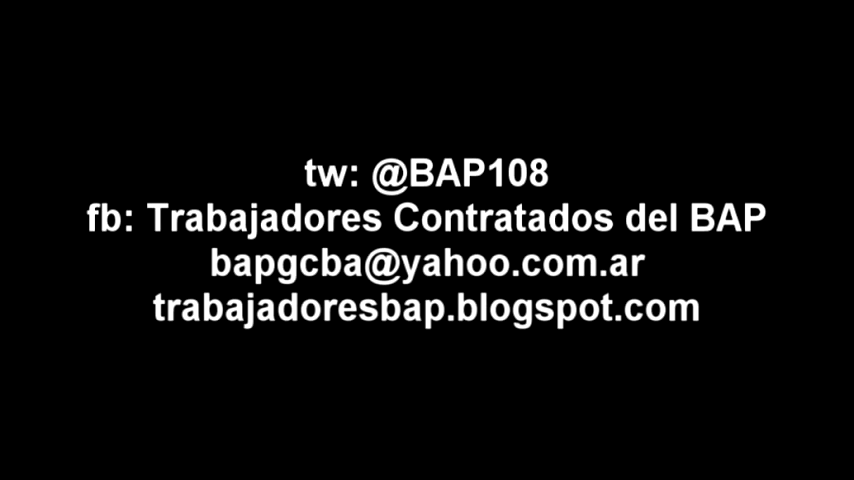 tw: @BAP108
fb: Trabajadores Contratados del BAP
bapgcba@yahoo.com.ar
trabajadoresbap.blogspot.com